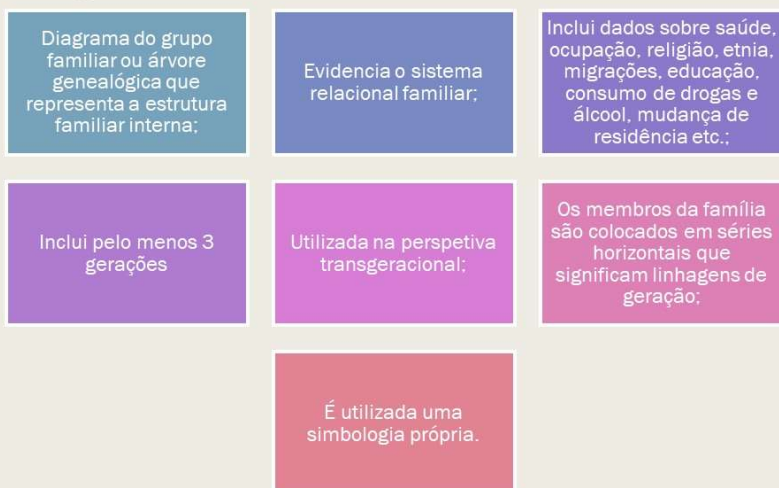 Diagrama do grupo
familiar ou árvore
genealógica que
representa a estrutura
familiar interna;
Evidencia o sistema
relacional familiar;
Inclui dados sobre saúde,
ocupação, religião, etnia,
migrações, educação,
consumo de drogas e
álcool, mudança de
residência etc.;
Inclui pelo menos 3
gerações
Utilizada na perspetiva
transgeracional;
Os membros da família
são colocados em séries
horizontais que
significam linhagens de
geração;
É utilizada uma
simbologia própria.